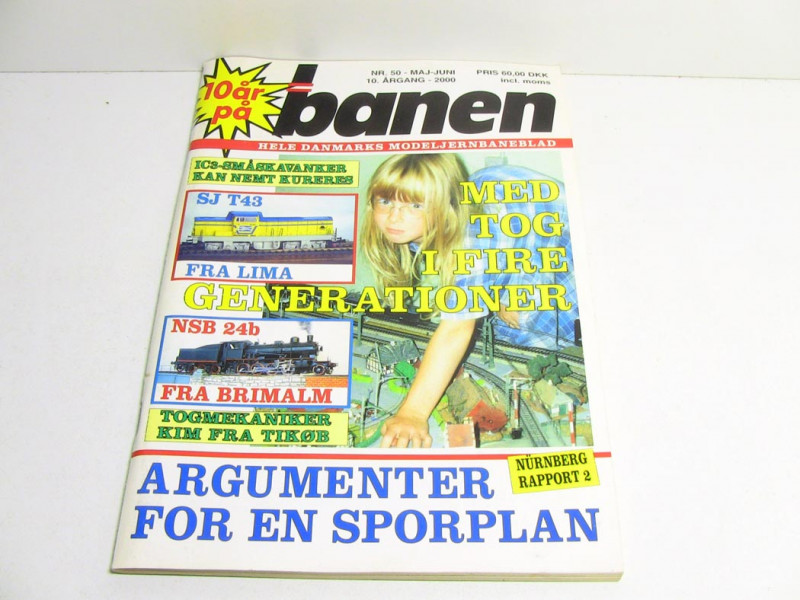 10år
på
NR. 50 - MAJ-JUNI
10. ÅRGANG - 2000
PRIS 60,00 DKK
incl. moms
banen
HELE DANMARKS MODELJERNBANEBLAD
IC3-SMÅSKAVANKER
KAN NEMT KURERES
SJ T43
FRA LIMA
MED
TOG
I FIRE
GENERATIONER
NSB 24b
FRA BRIMALM
TOGMEKANIKER
KIM FRA TIKØB
NÜRNBERG
RAPPORT 2
ARGUMENTER
FOR EN SPORPLAN